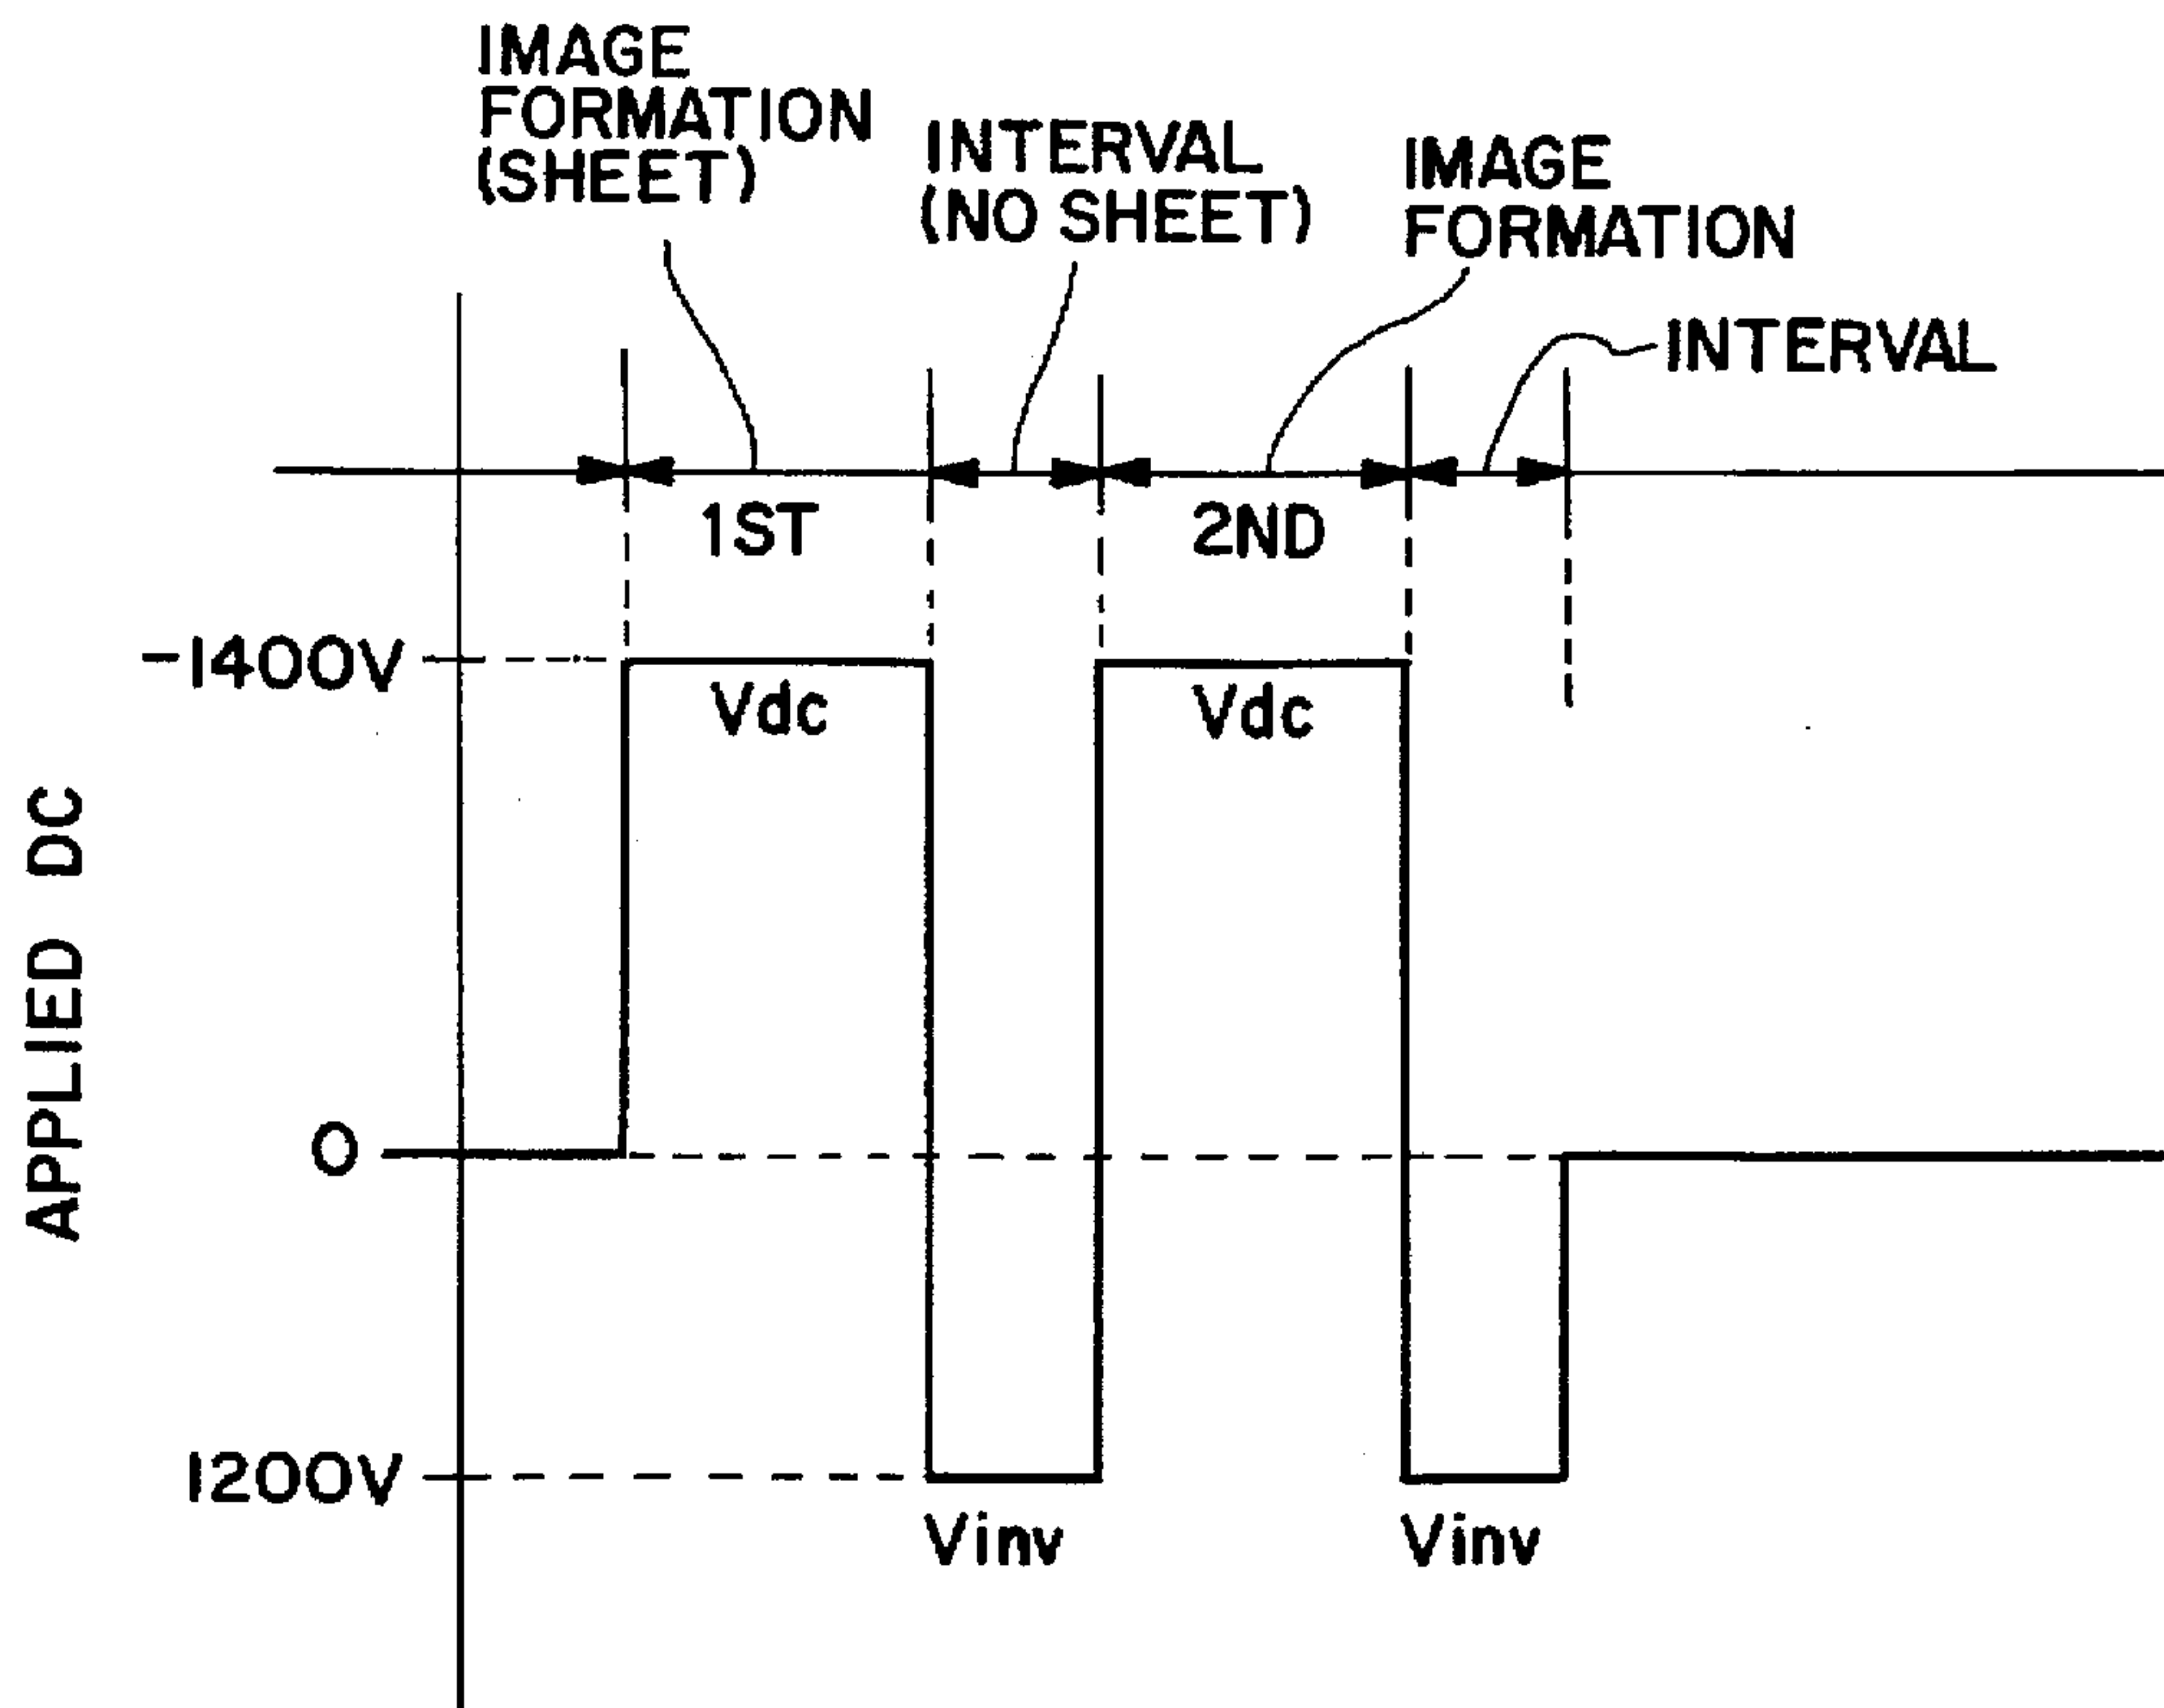 IMAGE
FORMATION
(SHEET)
INTERVAL
(NO SHEET)
IMAGE
FORMATION
INTERVAL
1ST
2ND
-1400V
Vdc
Vdc
APPLIED DC
0
1200V
Vinv
Vinv